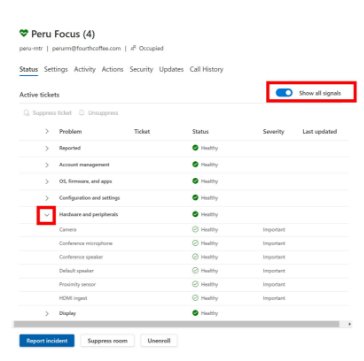 Peru Focus (4)
peru-mtr | perurm@fourthcoffee.com | Occupied
Status Settings Activity Actions Security Updates Call History
Active tickets
Show all signals
Suppress ticket Unsuppress
Problem Ticket Status Severity Last updated
Reported Healthy
Account management Healthy
OS, firmware, and apps Healthy
Configuration and settings Healthy
Hardware and peripherals Healthy
Camera Healthy Important
Conference microphone Healthy Important
Conference speaker Healthy Important
Default speaker Healthy Important
Proximity sensor Healthy Important
HDMI ingest Healthy Important
Display Healthy
Report incident Suppress room Unenroll